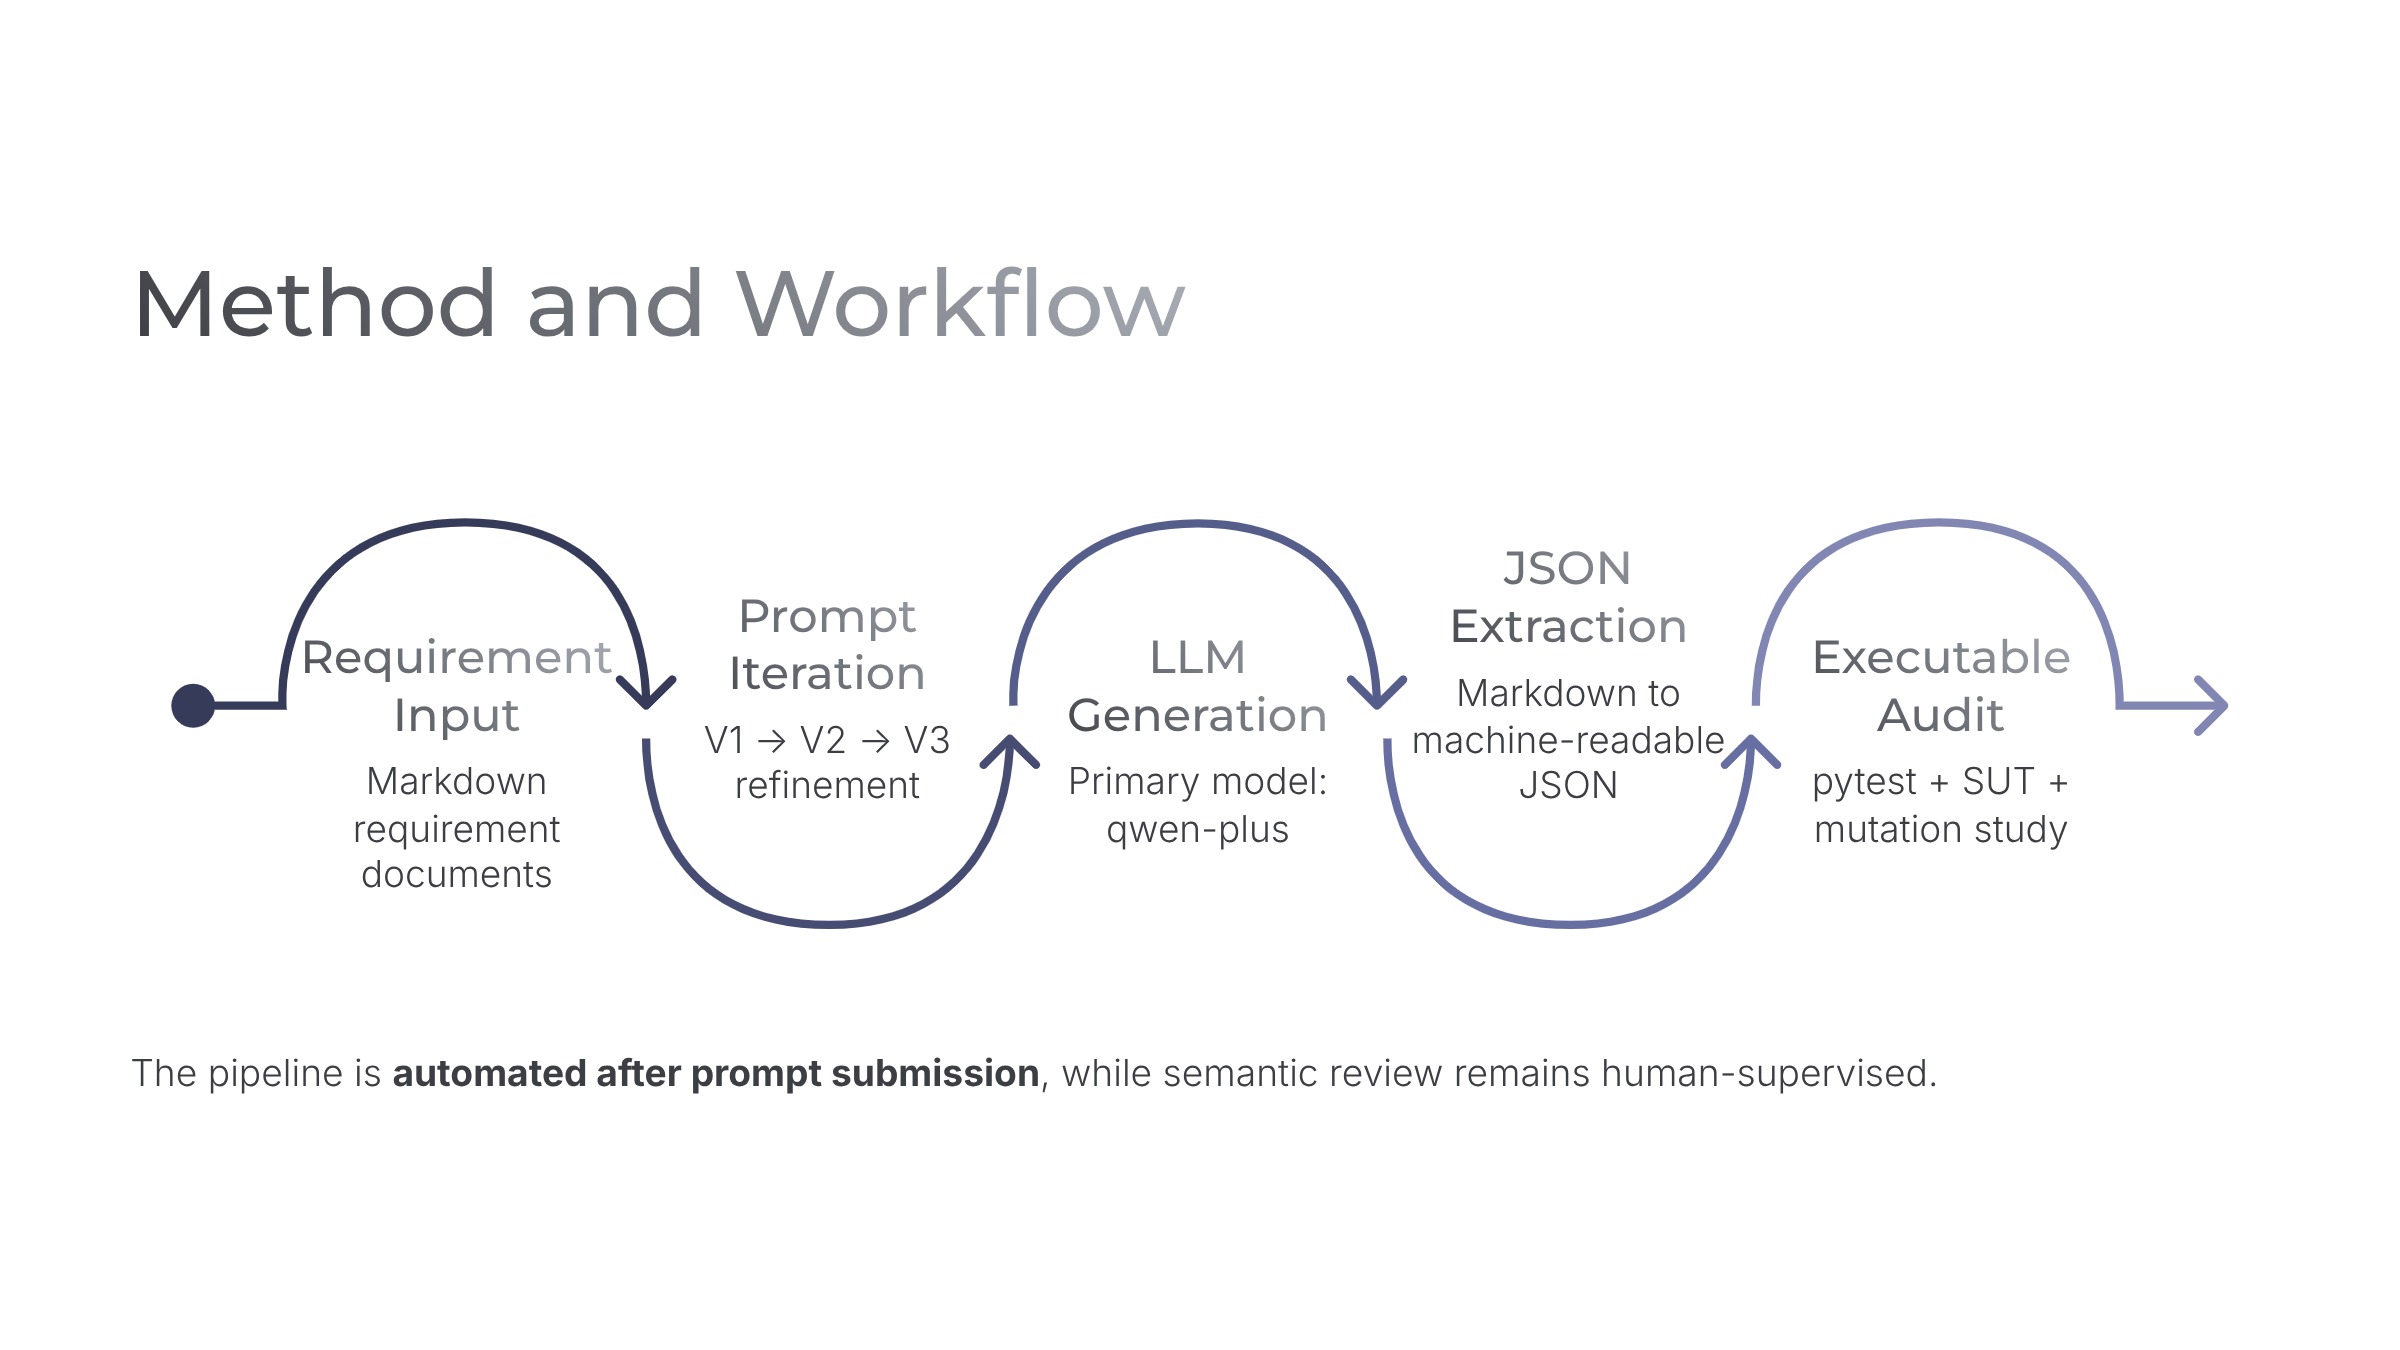 Method and Workflow
Requirement
Input
Markdown
requirement
documents
Prompt
Iteration
V1 → V2 → V3
refinement
LLM
Generation
Primary model:
qwen-plus
JSON
Extraction
Markdown to
machine-readable
JSON
Executable
Audit
pytest + SUT +
mutation study
The pipeline is automated after prompt submission, while semantic review remains human-supervised.